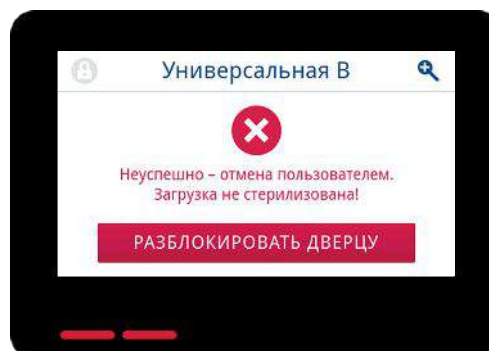 Универсальная В
Неуспешно – отмена пользователем.
Загрузка не стерилизована!
РАЗБЛОКИРОВАТЬ ДВЕРЦУ